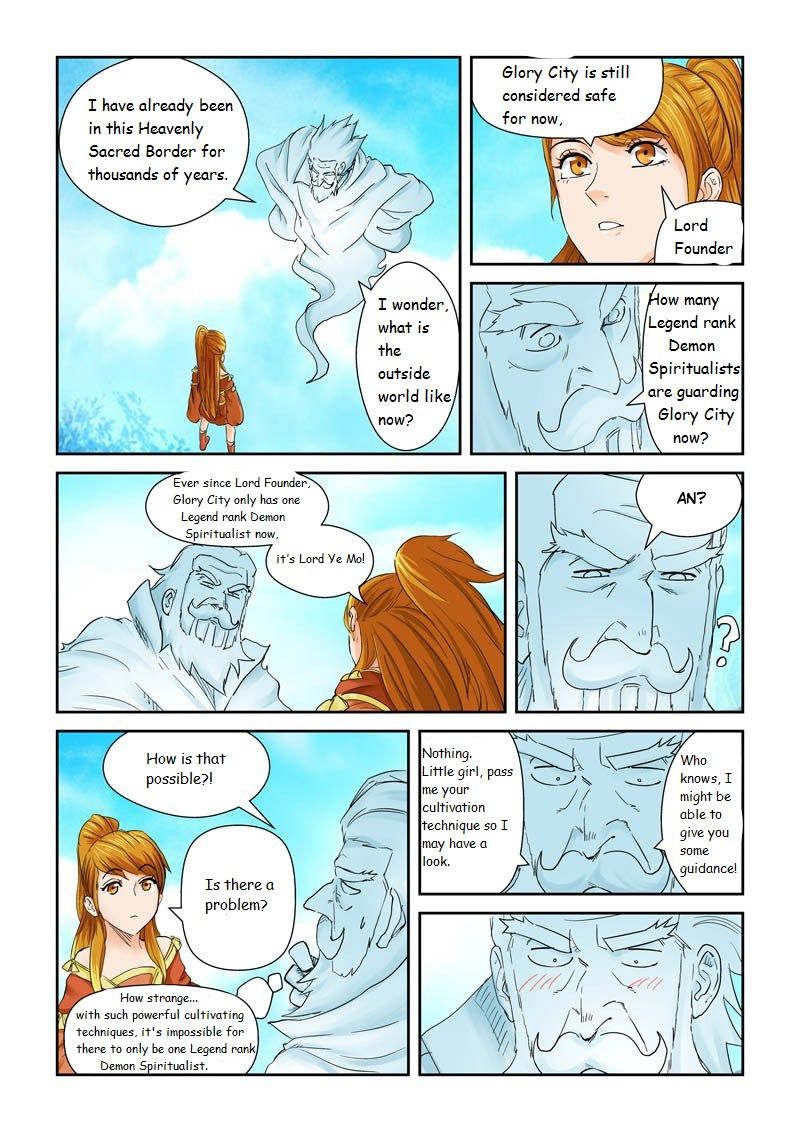 I have already been
in this Heavenly
Sacred Border for
thousands of years.
I wonder,
what is
the
outside
world like
now?
Glory City is still
considered safe
for now,
Lord
Founder
How many
Legend rank
Demon
Spiritualists
are guarding
Glory City
now?
Ever since Lord Founder,
Glory City only has one
Legend rank Demon
Spiritualist now,
it's Lord Ye Mo!
AN?
?
How is that
possible?!
Is there a
problem?
How strange...
with such powerful cultivating
techniques, it's impossible for
there to only be one Legend rank
Demon Spiritualist.
Nothing.
Little girl, pass
me your
cultivation
technique so I
may have a
look.
Who
knows, I
might be
able to
give you
some
guidance!